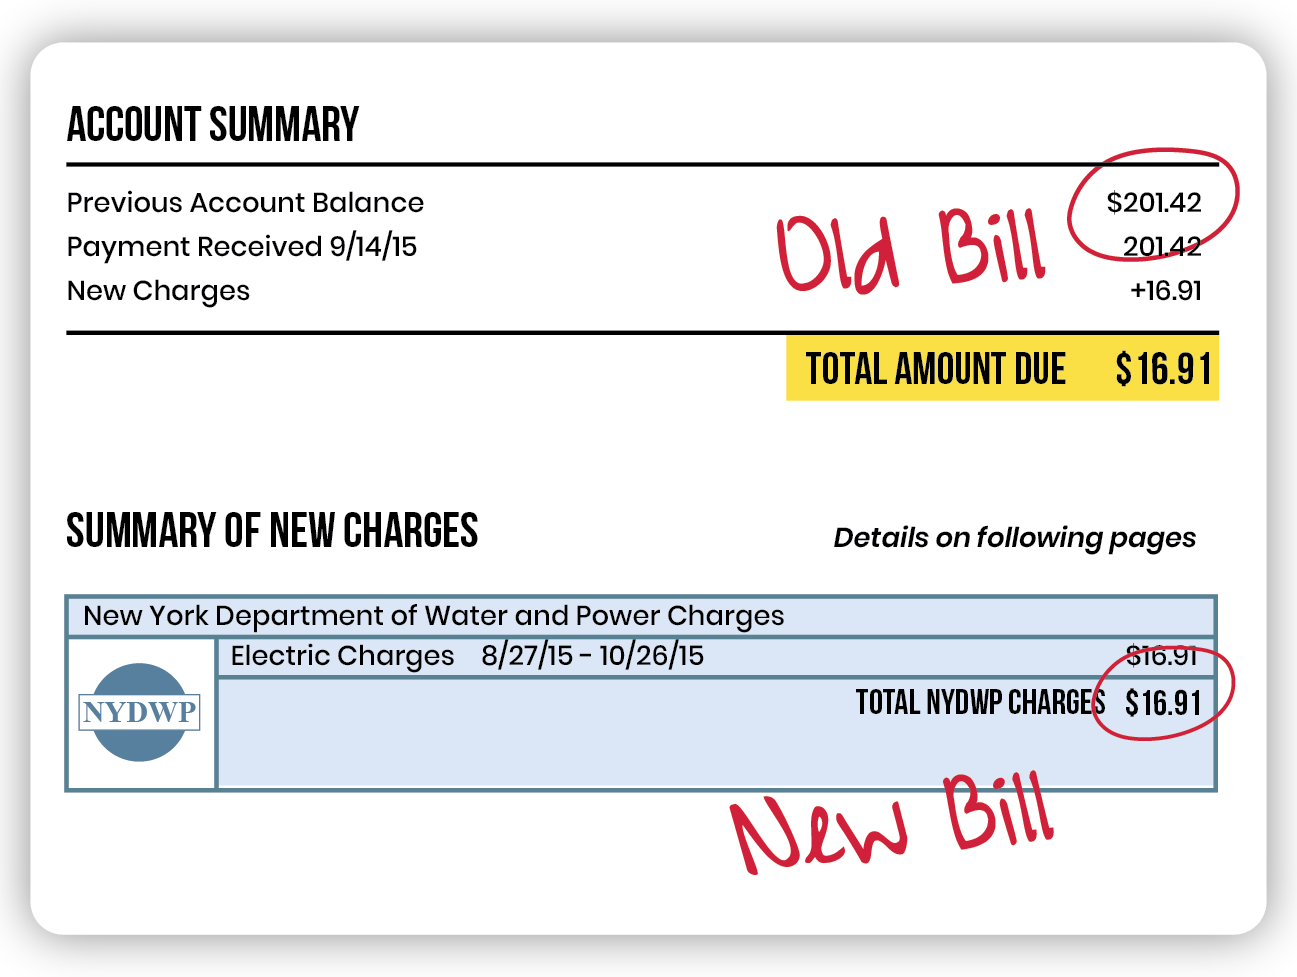 ACCOUNT SUMMARY
Previous Account Balance $201.42
Payment Received 9/14/15 201.42
New Charges +16.91
Old Bill
TOTAL AMOUNT DUE $16.91
SUMMARY OF NEW CHARGES Details on following pages
New York Department of Water and Power Charges
Electric Charges 8/27/15 - 10/26/15 $16.91
NYDWP
TOTAL NYDWP CHARGES $16.91
New Bill